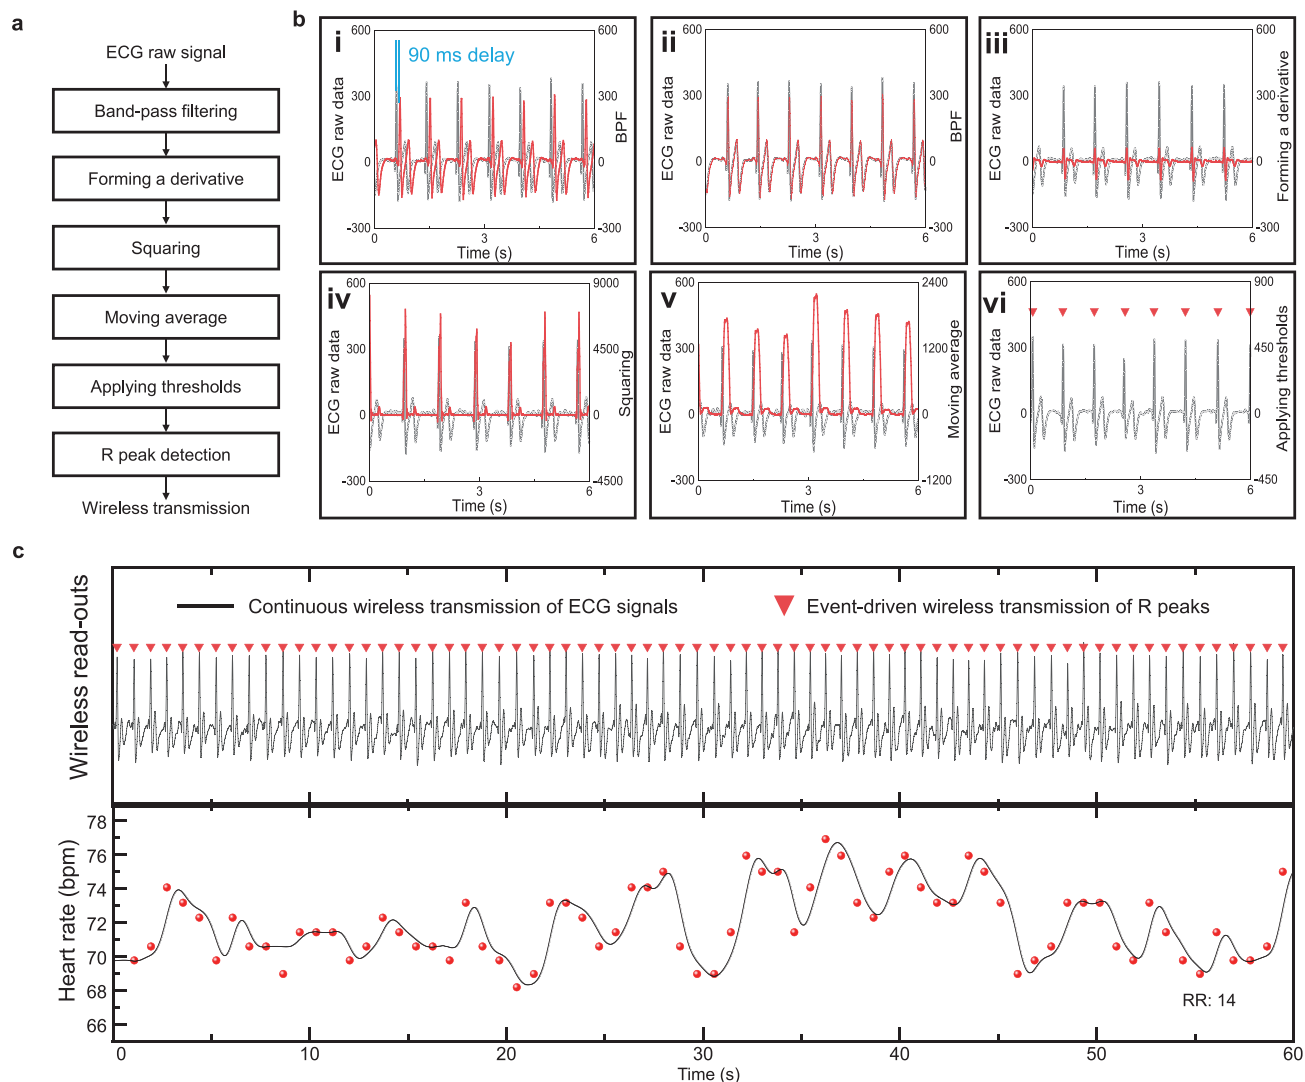 a
ECG raw signal
Band-pass filtering
Forming a derivative
Squaring
Moving average
Applying thresholds
R peak detection
Wireless transmission
b
i
90 ms delay
600
300
0
-300
ECG raw data
600
300
0
-300
BPF
0
3
6
Time (s)
ii
600
300
0
-300
ECG raw data
600
300
0
-300
BPF
0
3
6
Time (s)
iii
600
300
0
-300
ECG raw data
600
300
0
-300
Forming a derivative
0
3
6
Time (s)
iv
600
300
0
-300
ECG raw data
9000
4500
0
-4500
Squaring
0
3
6
Time (s)
v
600
300
0
-300
ECG raw data
2400
1200
0
-1200
Moving average
0
3
6
Time (s)
vi
600
300
0
-300
ECG raw data
900
450
0
-450
Applying thresholds
0
3
6
Time (s)
c
Wireless read-outs
Continuous wireless transmission of ECG signals
Event-driven wireless transmission of R peaks
Heart rate (bpm)
78
76
74
72
70
68
66
RR: 14
0
10
20
30
40
50
60
Time (s)